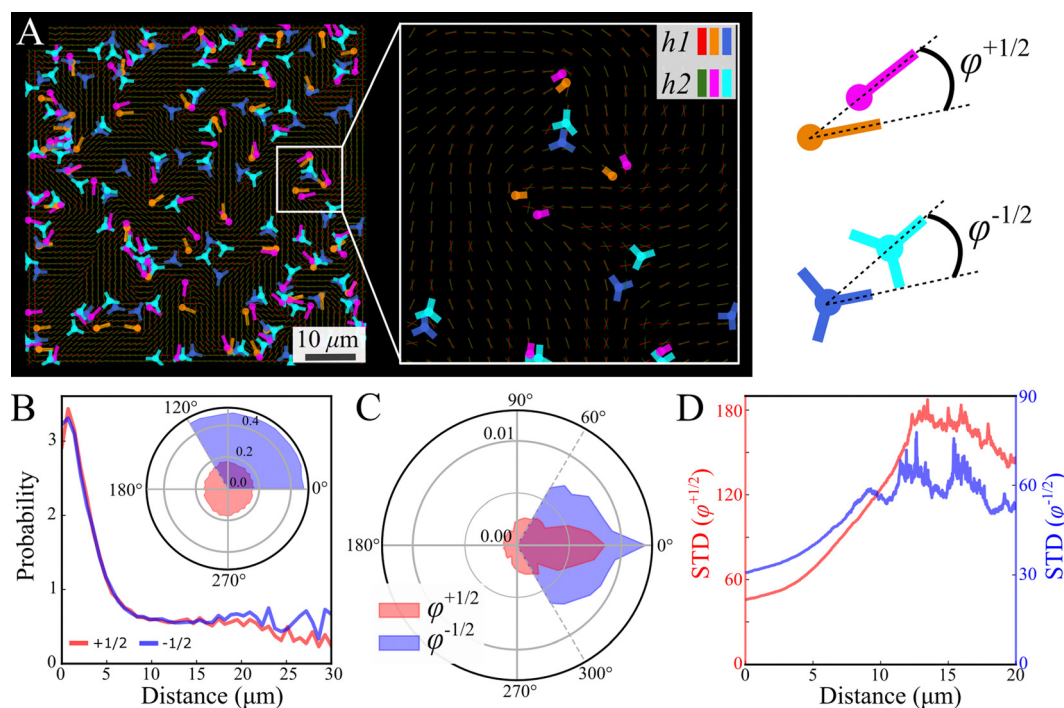 A
h1
h2
10 μm
φ+1/2
φ-1/2
B
Probability
3
2
1
0
0 5 10 15 20 25 30
Distance (μm)
+1/2 -1/2
120°
0.4
0.2
0.0
180°
0°
270°
C
90°
60°
0.01
0.00
180°
0°
300°
270°
φ+1/2
φ-1/2
D
STD (φ+1/2)
180
120
60
0
0 5 10 15 20
Distance (μm)
90
60
30
0
STD (φ-1/2)